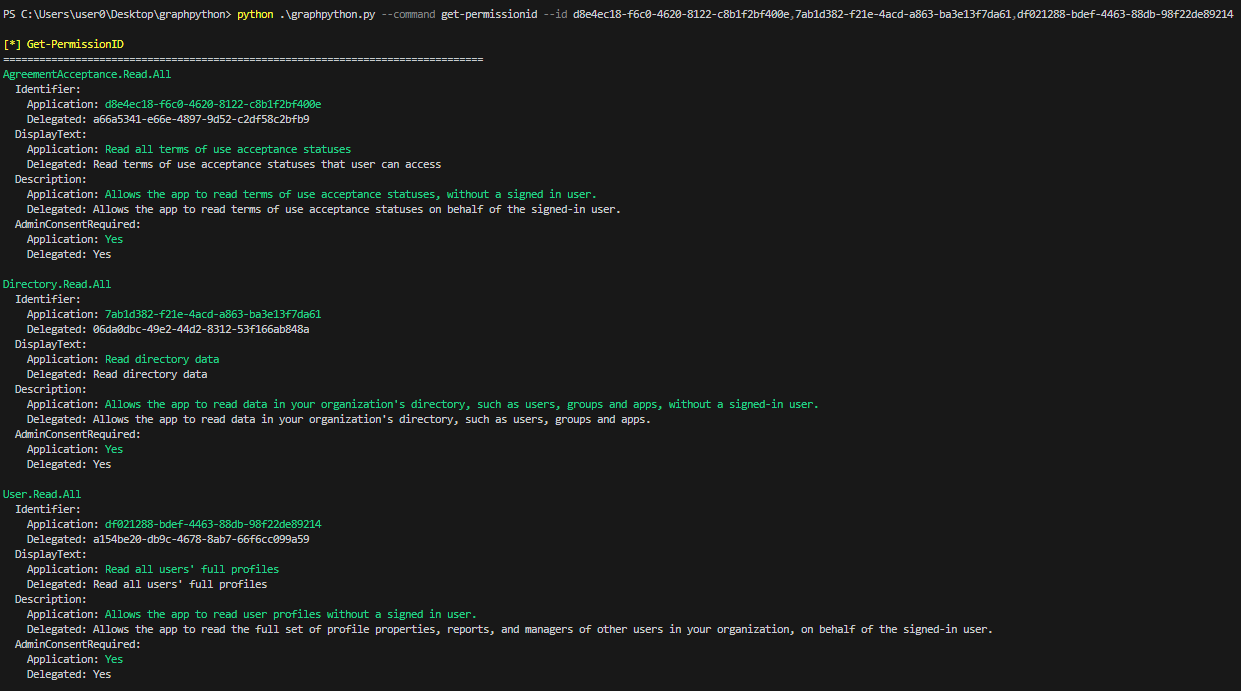 PS C:\Users\user0\Desktop\graphpython> python .\graphpython.py --command get-permissionid --id d8e4ec18-f6c0-4620-8122-c8b1f2bf400e,7ab1d382-f21e-4acd-a863-ba3e13f7da61,df021288-bdef-4463-88db-98f22de89214
[*] Get-PermissionID
================================================================================
AgreementAcceptance.Read.All
  Identifier:
    Application: d8e4ec18-f6c0-4620-8122-c8b1f2bf400e
    Delegated: a66a5341-e66e-4897-9d52-c2df58c2bfb9
  DisplayText:
    Application: Read all terms of use acceptance statuses
    Delegated: Read terms of use acceptance statuses that user can access
  Description:
    Application: Allows the app to read terms of use acceptance statuses, without a signed in user.
    Delegated: Allows the app to read terms of use acceptance statuses on behalf of the signed-in user.
  AdminConsentRequired:
    Application: Yes
    Delegated: Yes
Directory.Read.All
  Identifier:
    Application: 7ab1d382-f21e-4acd-a863-ba3e13f7da61
    Delegated: 06da0dbc-49e2-44d2-8312-53f166ab848a
  DisplayText:
    Application: Read directory data
    Delegated: Read directory data
  Description:
    Application: Allows the app to read data in your organization's directory, such as users, groups and apps, without a signed-in user.
    Delegated: Allows the app to read data in your organization's directory, such as users, groups and apps.
  AdminConsentRequired:
    Application: Yes
    Delegated: Yes
User.Read.All
  Identifier:
    Application: df021288-bdef-4463-88db-98f22de89214
    Delegated: a154be20-db9c-4678-8ab7-66f6cc099a59
  DisplayText:
    Application: Read all users' full profiles
    Delegated: Read all users' full profiles
  Description:
    Application: Allows the app to read user profiles without a signed in user.
    Delegated: Allows the app to read the full set of profile properties, reports, and managers of other users in your organization, on behalf of the signed-in user.
  AdminConsentRequired:
    Application: Yes
    Delegated: Yes